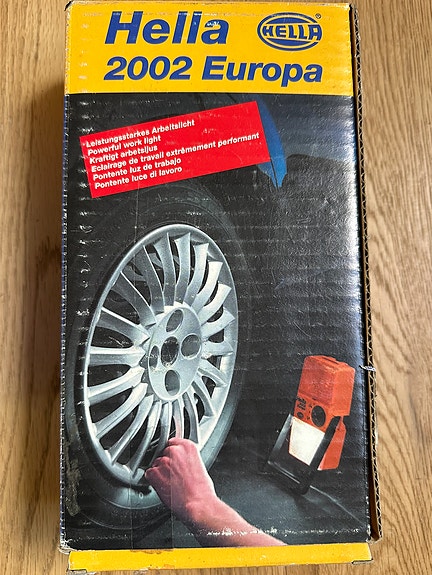 Hella
HELLA
2002 Europa
Leistungsstarkes Arbeitslicht
Powerful work light
Kraftigt arbetsljus
Eclairage de travail extrêmement performant
Pontente luz de trabajo
Pontente luce di lavoro